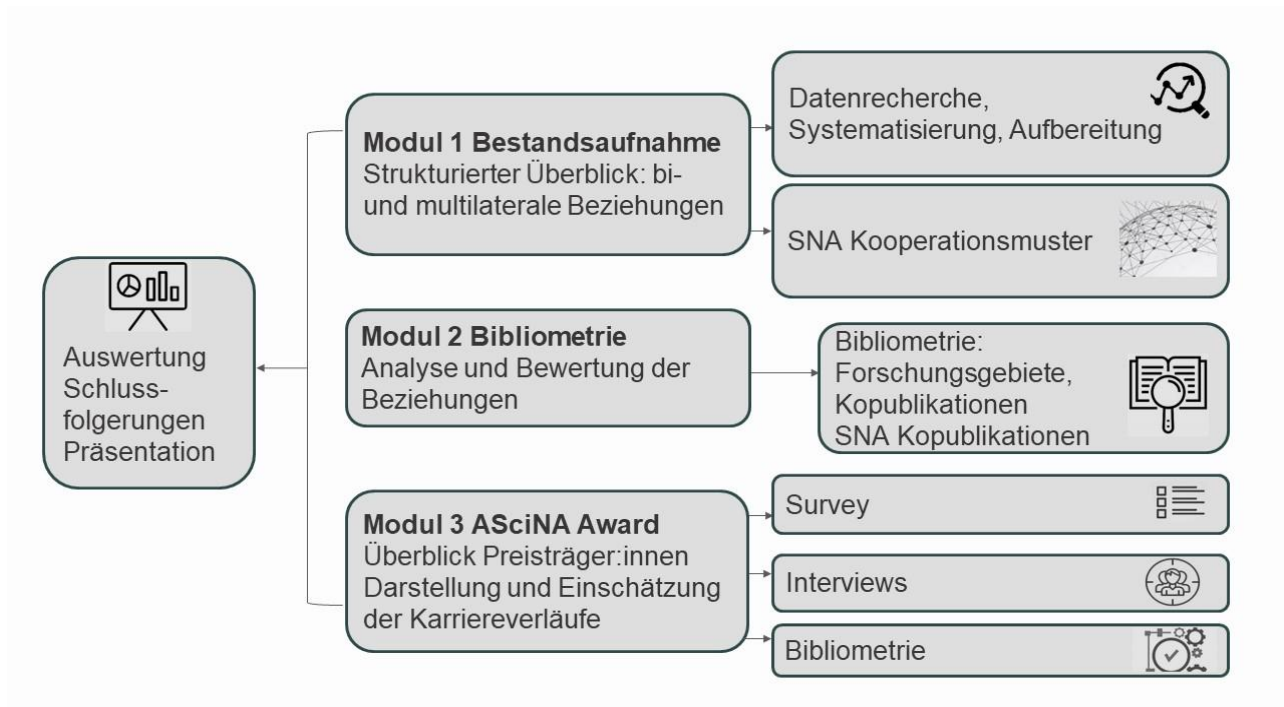 Auswertung
Schluss-
folgerungen
Präsentation
Modul 1 Bestandsaufnahme
Strukturierter Überblick: bi-
und multilaterale Beziehungen
Datenrecherche,
Systematisierung, Aufbereitung
SNA Kooperationsmuster
Modul 2 Bibliometrie
Analyse und Bewertung der
Beziehungen
Bibliometrie:
Forschungsgebiete,
Kopublikationen
SNA Kopublikationen
Modul 3 ASciNA Award
Überblick Preisträger:innen
Darstellung und Einschätzung
der Karriereverläufe
Survey
Interviews
Bibliometrie